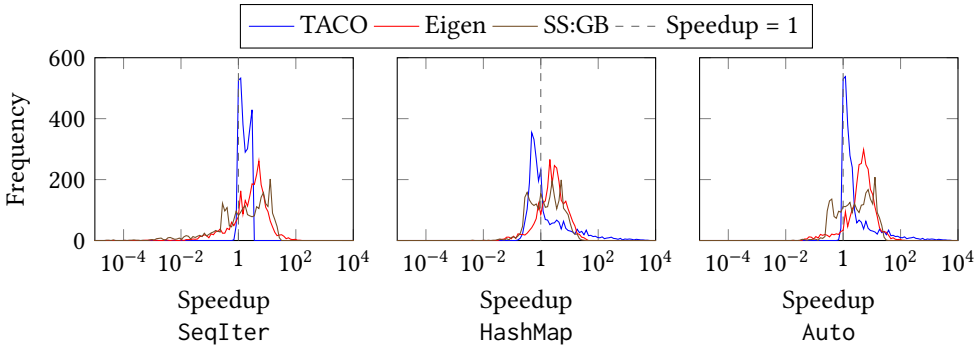 TACO Eigen SS:GB Speedup = 1
Frequency
600
400
200
0
10^−4 10^−2 1 10^2 10^4
Speedup
SeqIter
10^−4 10^−2 1 10^2 10^4
Speedup
HashMap
10^−4 10^−2 1 10^2 10^4
Speedup
Auto